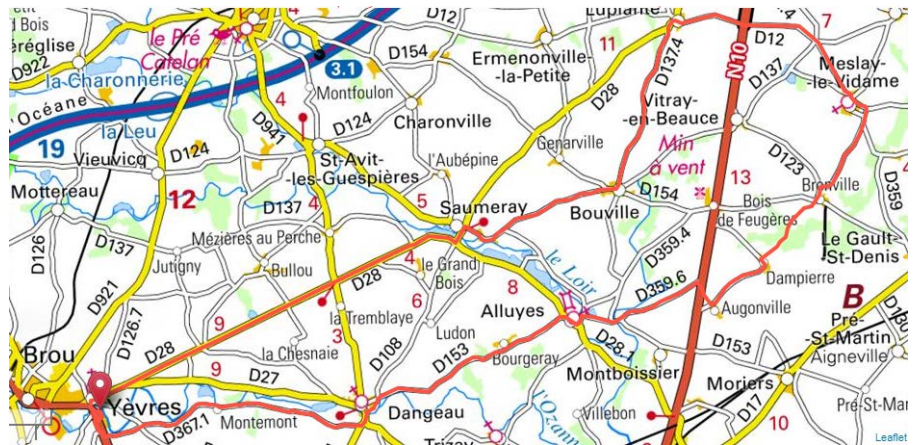 Luplanté
D12
7
D922
le Pré
Catelan
4
D12
D154
Ermenonville
-la-Petite
11
D137.4
N10
D137
Meslay
-le-Vidame
la Charonnerie
3.1
Montfoulon
D28
Vitray
-en-Beauce
l'Océane
la Leu
4
D941
D124
Charonville
19
Vieuvicq
D124
St-Avit
-les-Guespières
l'Aubépine
Genarville
Min
à vent
D123
Mottereau
12
5
Saumeray
D154
13
Brenville
D359
D137
4
Bouville
Bois
de Feugères
D126
D137
Jutigny
Mézières au Perche
Bullou
D28
4
le Grand
Bois
le Loir
D359.4
Le Gault
-St-Denis
D921
D126.7
9
6
8
D359.6
Dampierre
la Tremblaye
Alluyes
Augonville
B
Brou
D28
la Chesnaie
3
D108
Ludon
D153
Bourgeray
D28.1
D153
Pré-
-St-Martin
Aigneville
9
D27
Montboissier
Yèvres
Dangeau
Moriers
D367.1
Montemont
l'Ozanne
Villebon
D17
10
Pré-St-Mar
Trizay
Leaflet